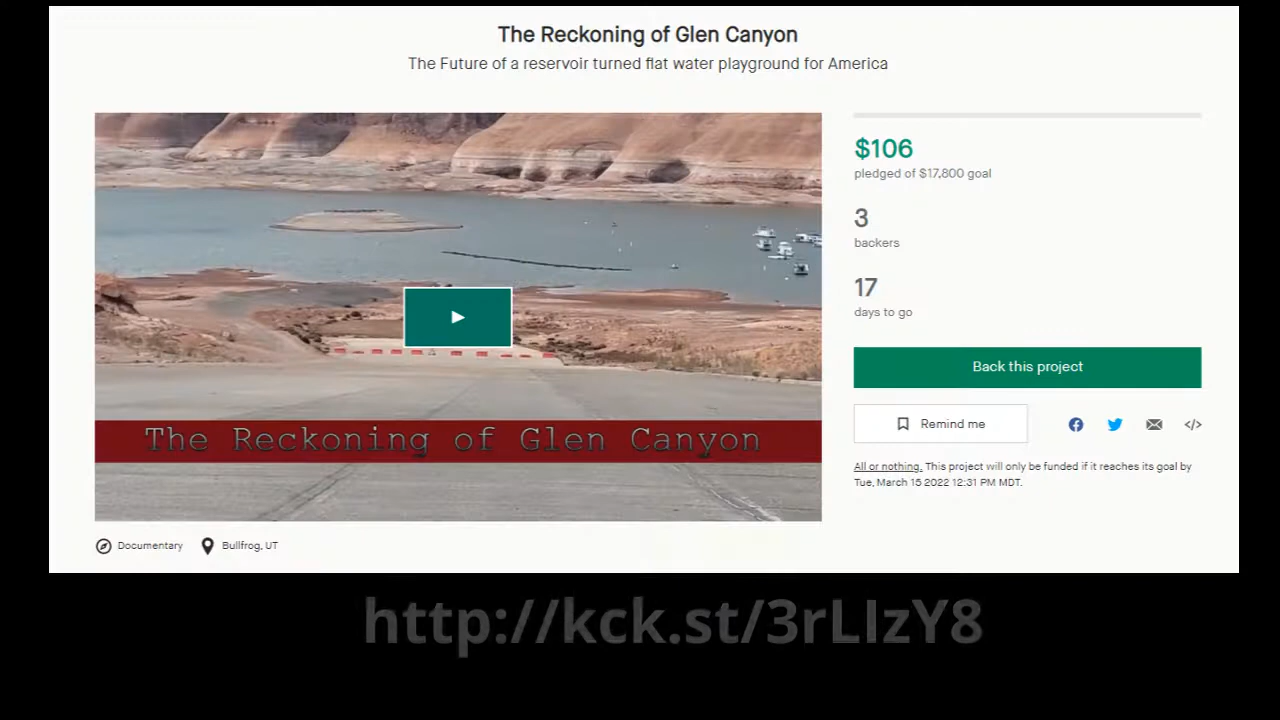 The Reckoning of Glen Canyon
The Future of a reservoir turned flat water playground for America
$106
pledged of $17,800 goal
3
backers
17
days to go
Back this project
Remind me
All or nothing. This project will only be funded if it reaches its goal by
Tue, March 15 2022 12:31 PM MDT.
The Reckoning of Glen Canyon
Documentary
Bullfrog, UT
http://kck.st/3rLIzY8